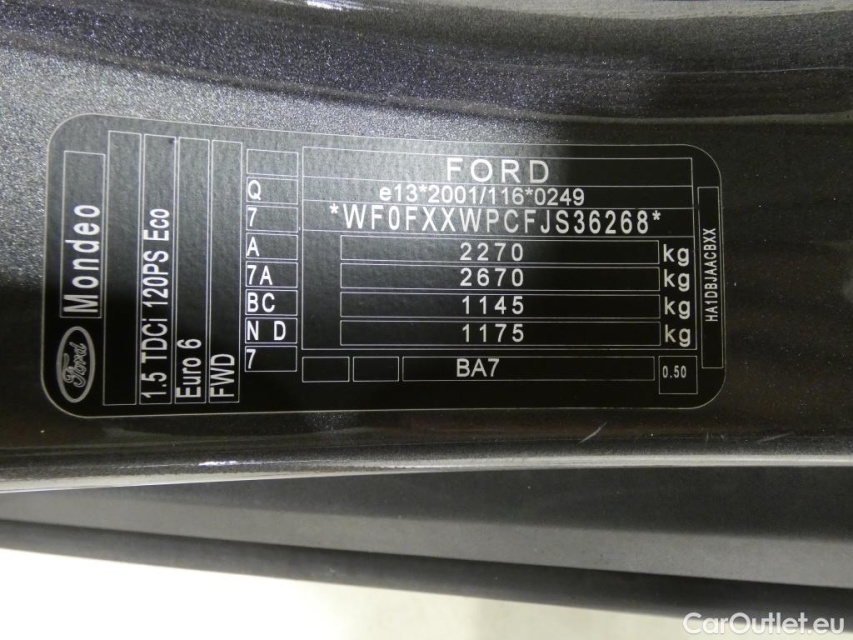 FORD
e13*2001/116*0249
*WF0FXXWPCFJS36268*
2270 kg
2670 kg
1145 kg
1175 kg
BA7
0.50
Q
7
A
7A
BC
N D
7
Mondeo
Ford
1.5 TDCi 120PS Eco
Euro 6
FWD
HA1DBJAACBXX
CarOutlet.eu